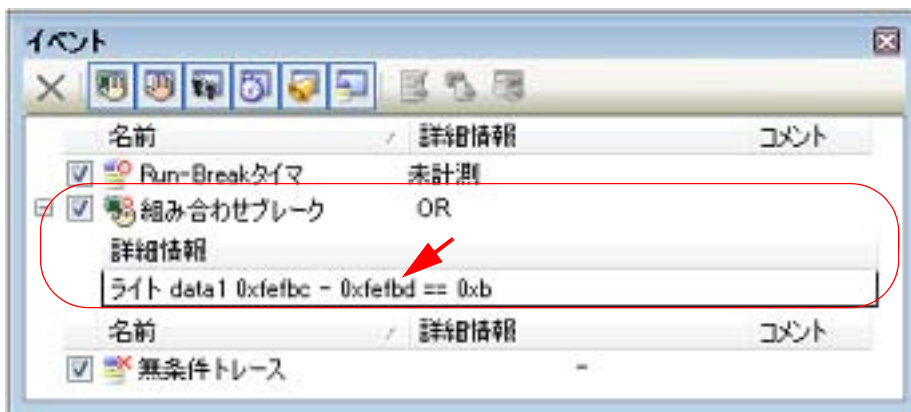 イベント
名前 詳細情報 コメント
Run-Breakタイマ 未計測
組み合わせブレーク OR
詳細情報
ライト data1 0xfefbc - 0xfefbd == 0xb
名前 詳細情報 コメント
無条件トレース -